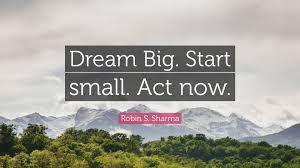 Dream Big. Start
small. Act now.
Robin S. Sharma